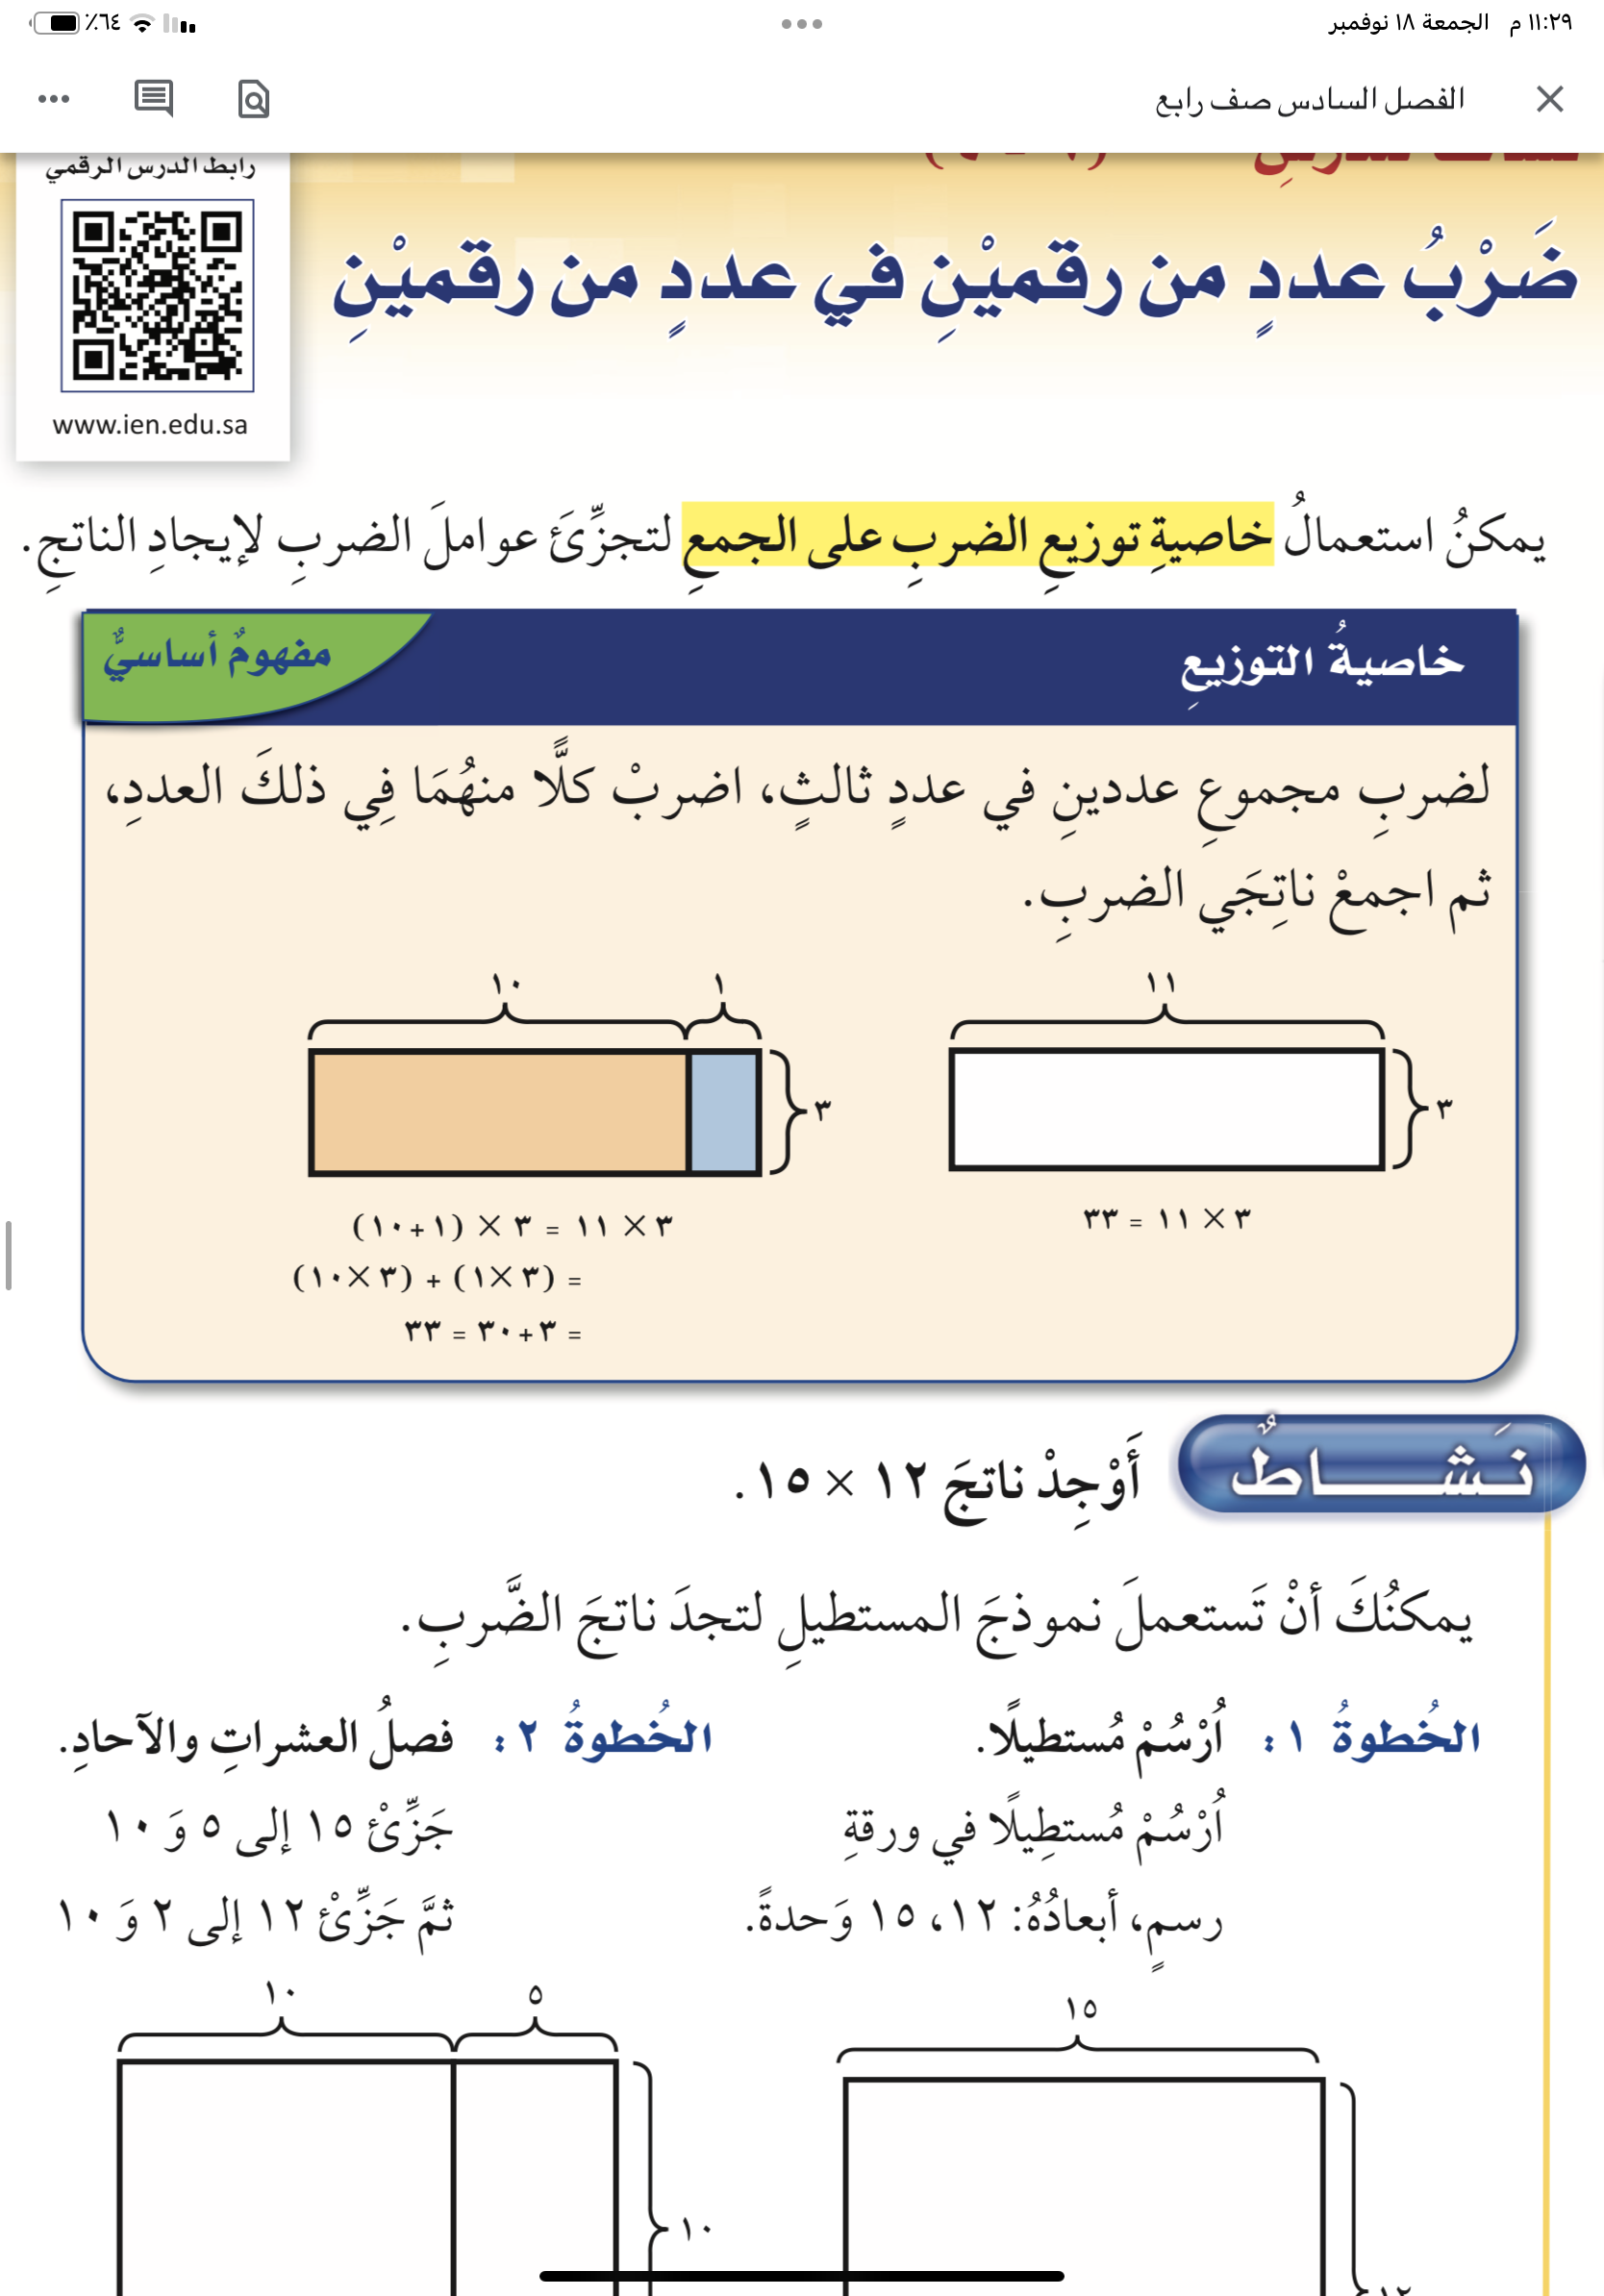 ١١:٢٩ م الجمعة ١٨ نوفمبر
٪٦٤
الفصل السادس صف رابع
رابط الدرس الرقمي
www.ien.edu.sa
ضَرْبُ عددٍ من رقميْنِ في عددٍ من رقميْنِ
يمكنُ استعمالُ خاصيةِ توزيعِ الضربِ على الجمعِ لتجزِّئَ عواملَ الضربِ لإيجادِ الناتجِ.
خاصيةُ التوزيعِ
مفهومٌ أساسيٌّ
لضربِ مجموعِ عددينِ في عددٍ ثالثٍ، اضربْ كلًّا منهُمَا فِي ذلكَ العددِ،
ثم اجمعْ ناتِجَي الضربِ.
١١
٣
٣ × ١١ = ٣٣
١
١٠
٣
٣ × ١١ = ٣ × (١+١٠)
= (٣×١) + (٣×١٠)
= ٣+٣٠ = ٣٣
نَشــــاطٌ
أَوْجِدْ ناتجَ ١٢ × ١٥.
يمكنُكَ أنْ تَستعملَ نموذجَ المستطيلِ لتجدَ ناتجَ الضَّربِ.
الخُطوةُ ١: اُرْسُمْ مُستطيلًا.
اُرْسُمْ مُستطِيلًا في ورقةِ
رسمٍ، أبعادُهُ: ١٢، ١٥ وَحدةً.
١٥
الخُطوةُ ٢: فصلُ العشراتِ والآحادِ.
جَزِّئْ ١٥ إلى ٥ وَ ١٠
ثمَّ جَزِّئْ ١٢ إلى ٢ وَ ١٠
٥
١٠
١٠